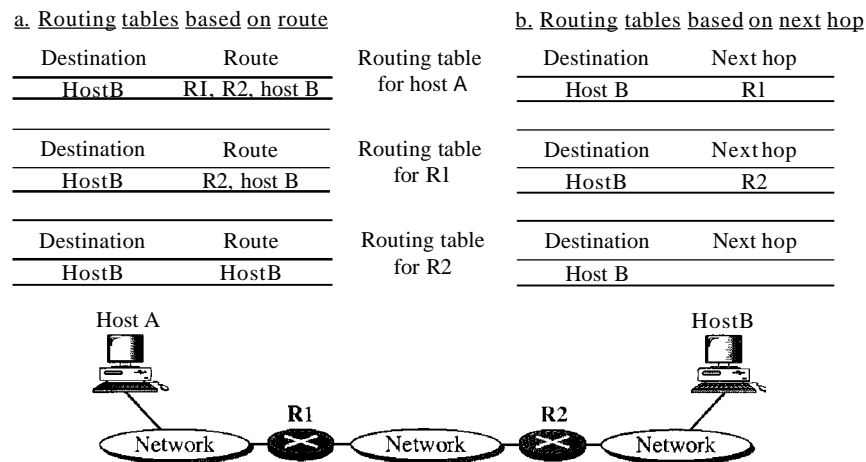 a. Routing tables based on route
b. Routing tables based on next hop
Destination Route
HostB RI, R2, host B
Routing table
for host A
Destination Next hop
Host B R1
Destination Route
HostB R2, host B
Routing table
for R1
Destination Next hop
HostB R2
Destination Route
HostB HostB
Routing table
for R2
Destination Next hop
Host B
Host A
HostB
R1
R2
Network
Network
Network